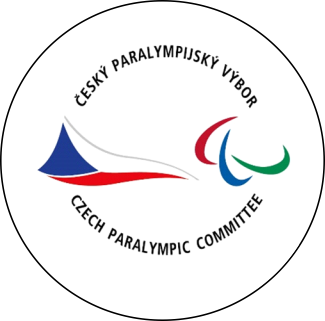 ČESKÝ PARALYMPIJSKÝ VÝBOR
CZECH PARALYMPIC COMMITTEE